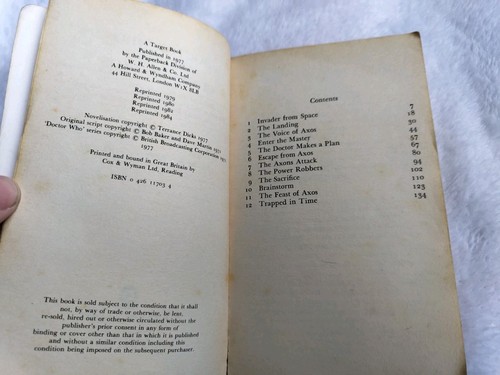 A Target Book
Published in 1977
by the Paperback Division of
W. H. Allen & Co. Ltd
A Howard & Wyndham Company
44 Hill Street, London W1X 8LB
Reprinted 1979
Reprinted 1980
Reprinted 1982
Reprinted 1984
Novelisation copyright © Terrance Dicks 1977
Original script copyright © Bob Baker and Dave Martin 1971
'Doctor Who' series copyright © British Broadcasting Corporation
1977
Printed and bound in Great Britain by
Cox & Wyman Ltd, Reading
ISBN 0 426 11703 4
This book is sold subject to the condition that it shall
not, by way of trade or otherwise, be lent,
re-sold, hired out or otherwise circulated without the
publisher's prior consent in any form of
binding or cover other than that in which it is published
and without a similar condition including this
condition being imposed on the subsequent purchaser.
Contents
1 Invader from Space 7
2 The Landing 18
3 The Voice of Axos 30
4 Enter the Master 44
5 The Doctor Makes a Plan 57
6 Escape from Axos 67
7 The Axons Attack 80
8 The Power Robbers 94
9 The Sacrifice 102
10 Brainstorm 110
11 The Feast of Axos 123
12 Trapped in Time 134